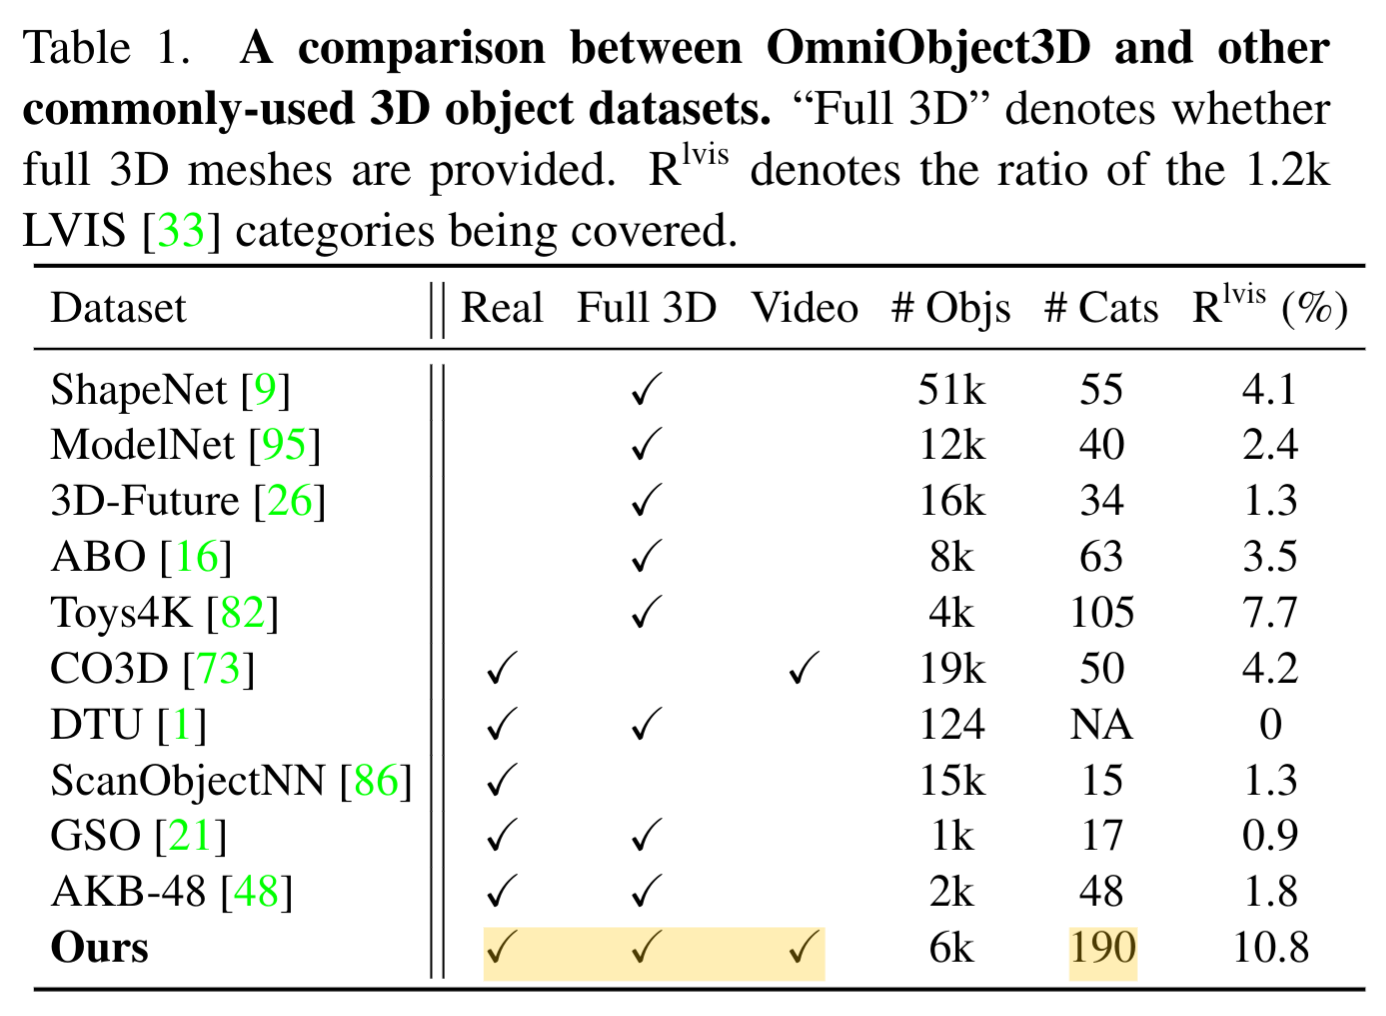 Table 1. A comparison between OmniObject3D and other
commonly-used 3D object datasets. “Full 3D” denotes whether
full 3D meshes are provided. R^lvis denotes the ratio of the 1.2k
LVIS [33] categories being covered.
Dataset Real Full 3D Video # Objs # Cats R^lvis (%)
ShapeNet [9] ✓ 51k 55 4.1
ModelNet [95] ✓ 12k 40 2.4
3D-Future [26] ✓ 16k 34 1.3
ABO [16] ✓ 8k 63 3.5
Toys4K [82] ✓ 4k 105 7.7
CO3D [73] ✓ ✓ 19k 50 4.2
DTU [1] ✓ ✓ 124 NA 0
ScanObjectNN [86] ✓ 15k 15 1.3
GSO [21] ✓ ✓ 1k 17 0.9
AKB-48 [48] ✓ ✓ 2k 48 1.8
Ours ✓ ✓ ✓ 6k 190 10.8